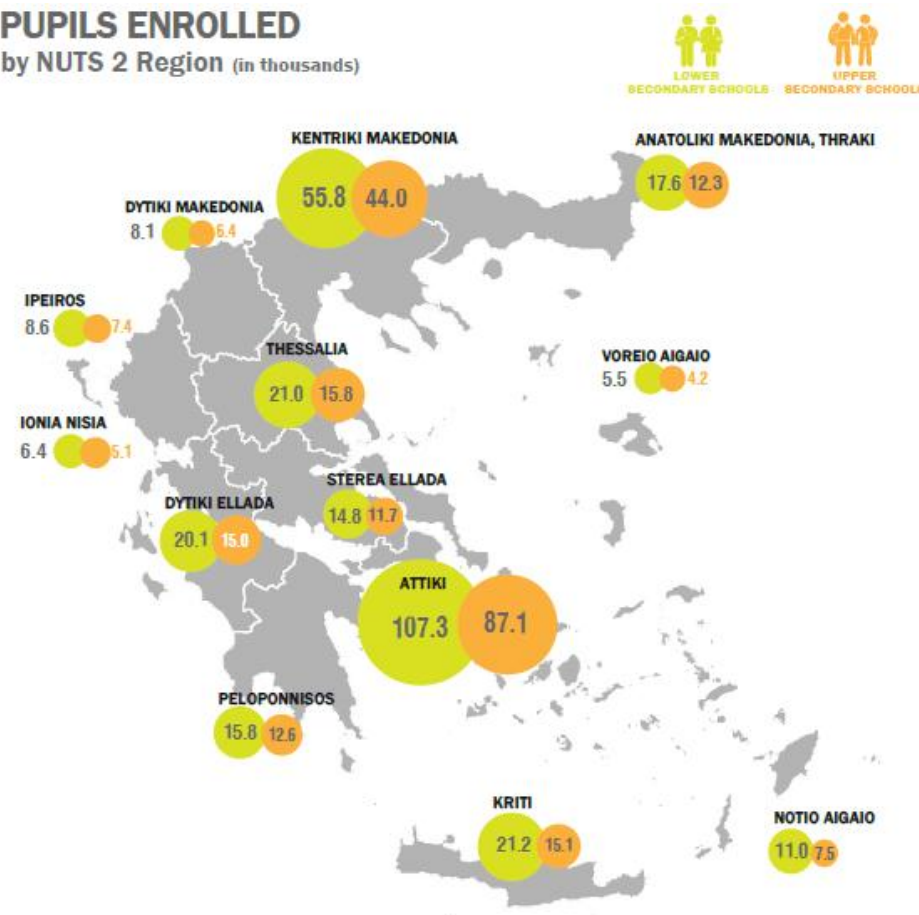 PUPILS ENROLLED
by NUTS 2 Region (in thousands)
LOWER
SECONDARY SCHOOLS
UPPER
SECONDARY SCHOOLS
KENTRIKI MAKEDONIA
55.8 44.0
ANATOLIKI MAKEDONIA, THRAKI
17.6 12.3
DYTIKI MAKEDONIA
8.1 6.4
IPEIROS
8.6 7.4
THESSALIA
21.0 15.8
VOREIO AIGAIO
5.5 4.2
IONIA NISIA
6.4 5.1
STEREA ELLADA
14.8 11.7
DYTIKI ELLADA
20.1 15.0
ATTIKI
107.3 87.1
PELOPONNISOS
15.8 12.6
KRITI
21.2 15.1
NOTIO AIGAIO
11.0 7.5